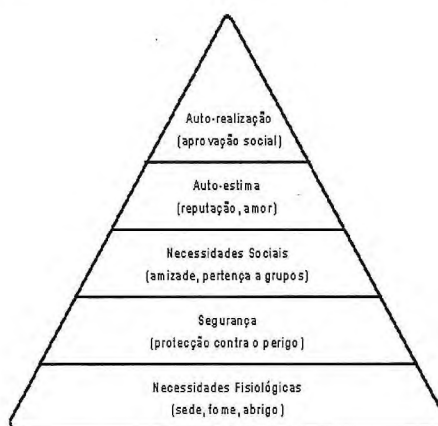 Auto-realização
(aprovação social)
Auto-estima
(reputação, amor)
Necessidades Sociais
(amizade, pertença a grupos)
Segurança
(protecção contra o perigo)
Necessidades Fisiológicas
(sede, fome, abrigo)